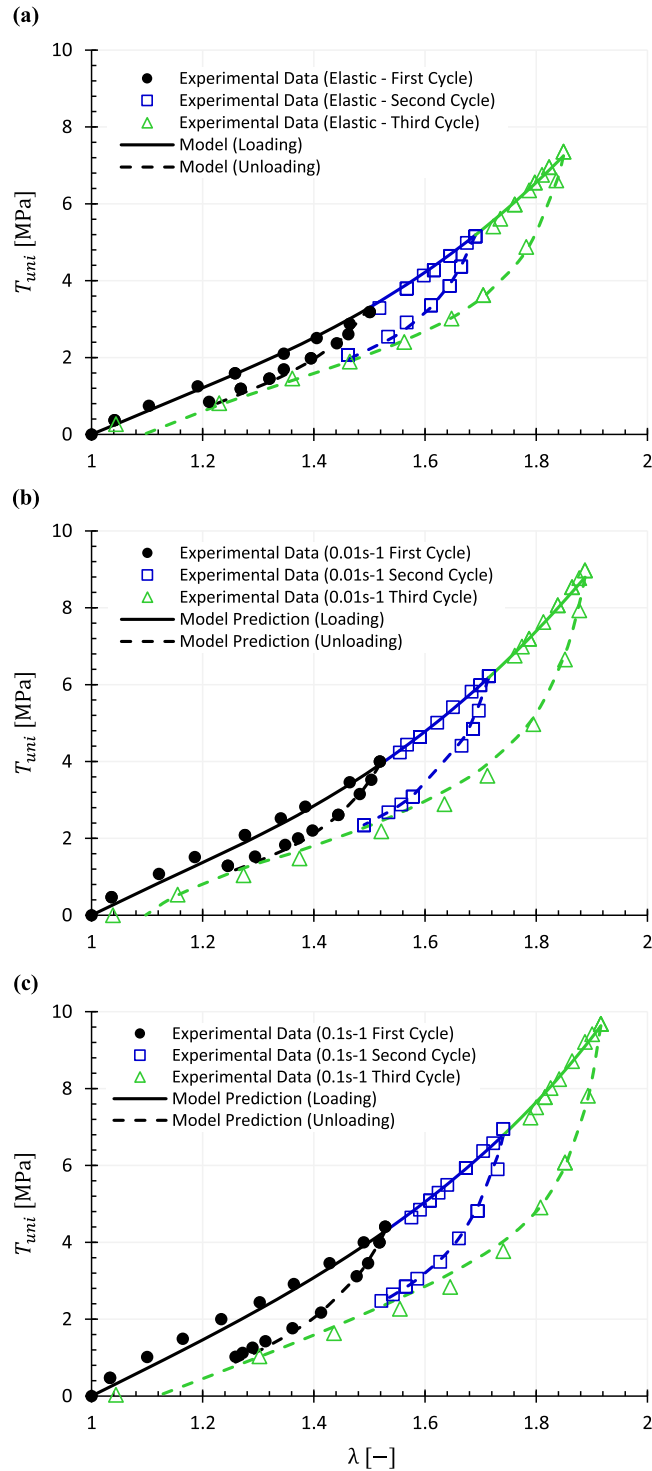 (a)
10
8
6
4
2
0
T_uni [MPa]
Experimental Data (Elastic - First Cycle)
Experimental Data (Elastic - Second Cycle)
Experimental Data (Elastic - Third Cycle)
Model (Loading)
Model (Unloading)
1 1.2 1.4 1.6 1.8 2
(b)
10
8
6
4
2
0
T_uni [MPa]
Experimental Data (0.01s-1 First Cycle)
Experimental Data (0.01s-1 Second Cycle)
Experimental Data (0.01s-1 Third Cycle)
Model Prediction (Loading)
Model Prediction (Unloading)
1 1.2 1.4 1.6 1.8 2
(c)
10
8
6
4
2
0
T_uni [MPa]
Experimental Data (0.1s-1 First Cycle)
Experimental Data (0.1s-1 Second Cycle)
Experimental Data (0.1s-1 Third Cycle)
Model Prediction (Loading)
Model Prediction (Unloading)
1 1.2 1.4 1.6 1.8 2
λ [−]